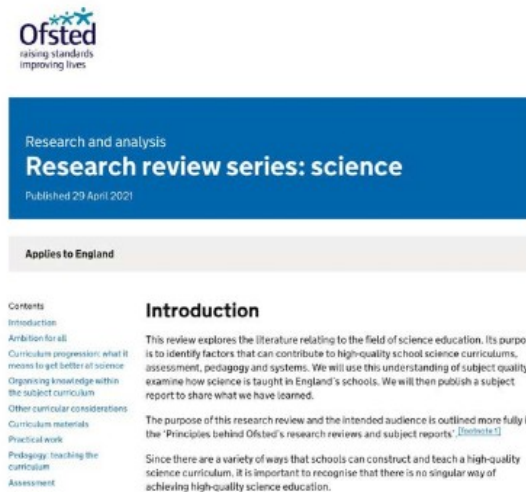 Ofsted
raising standards
improving lives
Research and analysis
Research review series: science
Published 29 April 2021
Applies to England
Contents
Introduction
Ambition for all
Curriculum progression: what it
means to get better at science
Organising knowledge within
the subject curriculum
Other curricular considerations
Curriculum materials
Practical work
Pedagogy: teaching the
curriculum
Assessment
Introduction
This review explores the literature relating to the field of science education. Its purpo
is to identify factors that can contribute to high-quality school science curriculums,
assessment, pedagogy and systems. We will use this understanding of subject quality
examine how science is taught in England's schools. We will then publish a subject
report to share what we have learned.
The purpose of this research review and the intended audience is outlined more fully i
the 'Principles behind Ofsted's research reviews and subject reports'.[footnote 1]
Since there are a variety of ways that schools can construct and teach a high-quality
science curriculum, it is important to recognise that there is no singular way of
achieving high-quality science education.